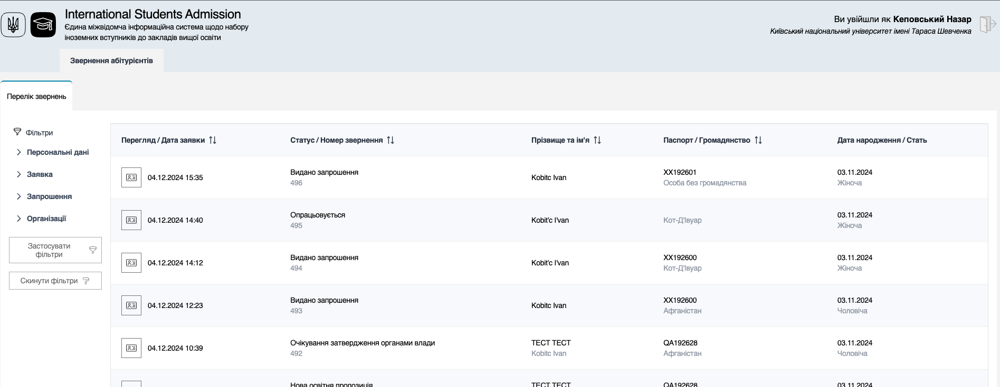 International Students Admission
Єдина міжвідомча інформаційна система щодо набору
іноземних вступників до закладів вищої освіти
Ви увійшли як Кеповський Назар
Київський національний університет імені Тараса Шевченка
Звернення абітурієнтів
Перелік звернень
Фільтри
Персональні дані
Заявка
Запрошення
Організації
Застосувати
фільтри
Скинути фільтри
Перегляд / Дата заявки Статус / Номер звернення Прізвище та ім'я Паспорт / Громадянство Дата народження / Стать
04.12.2024 15:35 Видано запрошення Kobitc Ivan XX192601 03.11.2024
496 Особа без громадянства Жіноча
04.12.2024 14:40 Опрацьовується Kobit'c I'van 03.11.2024
495 Кот-Д'Івуар Жіноча
04.12.2024 14:12 Видано запрошення Kobit'c I'van XX192600 03.11.2024
494 Кот-Д'Івуар Жіноча
04.12.2024 12:23 Видано запрошення Kobitc Ivan XX192600 03.11.2024
493 Афганістан Чоловіча
04.12.2024 10:39 Очікування затвердження органами влади ТЕСТ ТЕСТ QA192628 03.11.2024
492 Kobitc Ivan Афганістан Чоловіча
Нова освітня пропозиція ТЕСТ ТЕСТ QA192628 03.11.2024